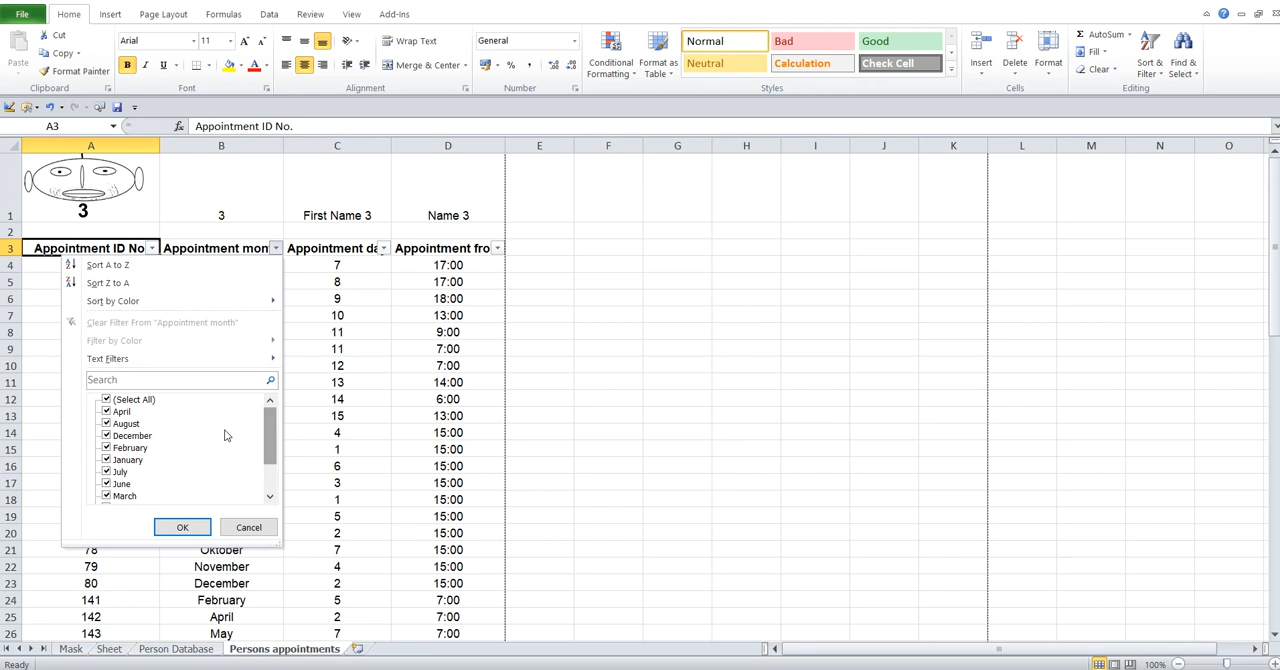 File Home Insert Page Layout Formulas Data Review View Add-Ins
Paste Cut Copy Format Painter
Arial 11
Wrap Text
Merge & Center
General
Conditional Formatting
Format as Table
Normal Bad Good
Neutral Calculation Check Cell
Insert Delete Format
AutoSum Fill Clear
Sort & Filter
Find & Select
Clipboard Font Alignment Number Styles Cells Editing
A3 fx Appointment ID No.
A B C D E F G H I J K L M N O
3
1 3 First Name 3 Name 3
2
3 Appointment ID No Appointment mon Appointment da Appointment fro
4 7 17:00
5 8 17:00
6 9 18:00
7 10 13:00
8 11 9:00
9 11 7:00
10 12 7:00
11 13 14:00
12 14 6:00
13 15 13:00
14 4 15:00
15 1 15:00
16 6 15:00
17 3 15:00
18 1 15:00
19 5 15:00
20 2 15:00
21 78 Oktober 7 15:00
22 79 November 4 15:00
23 80 December 2 15:00
24 141 February 5 7:00
25 142 April 2 7:00
26 143 May 7 7:00
Sort A to Z
Sort Z to A
Sort by Color
Clear Filter From "Appointment month"
Filter by Color
Text Filters
Search
(Select All)
April
August
December
February
January
July
June
March
OK Cancel
Mask Sheet Person Database Persons appointments
Ready 100%